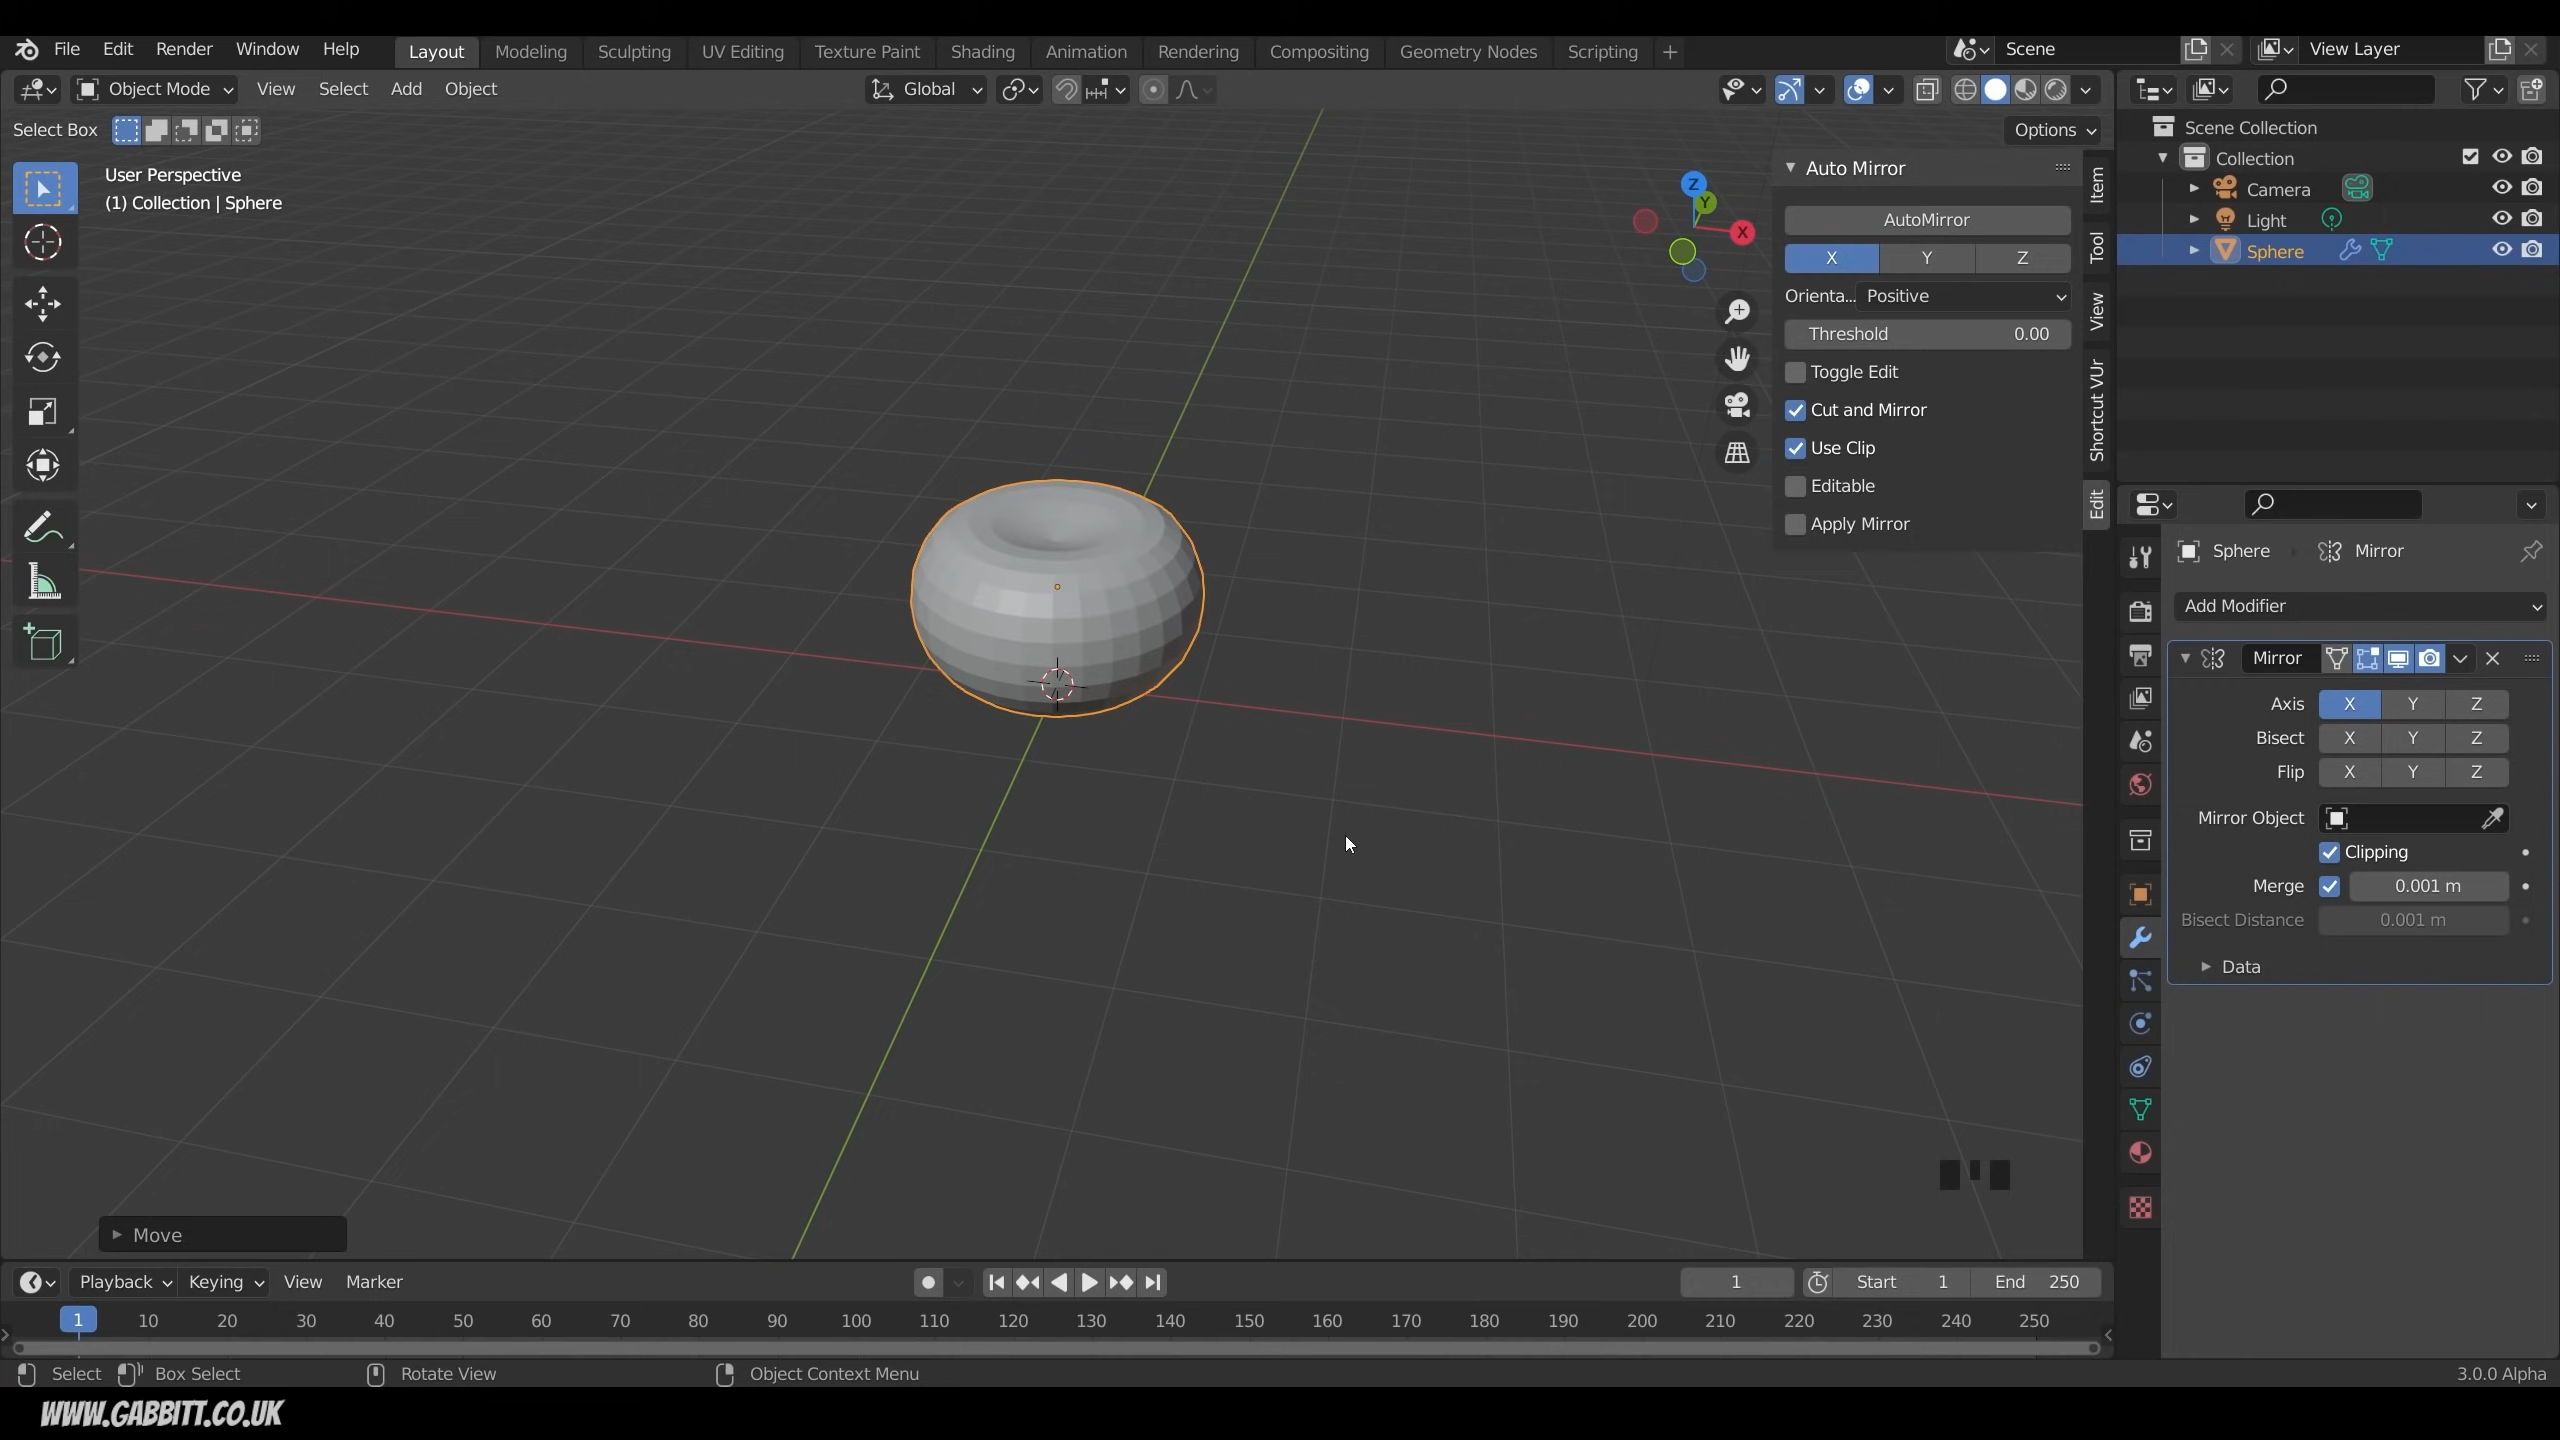 File Edit Render Window Help Layout Modeling Sculpting UV Editing Texture Paint Shading Animation Rendering Compositing Geometry Nodes Scripting + Scene View Layer
Object Mode View Select Add Object Global
Select Box Options
User Perspective
(1) Collection | Sphere
Z
Y
X
Auto Mirror
AutoMirror
X Y Z
Orienta... Positive
Threshold 0.00
Toggle Edit
Cut and Mirror
Use Clip
Editable
Apply Mirror
Item
Tool
View
Shortcut VUr
Edit
Scene Collection
Collection
Camera
Light
Sphere
Sphere Mirror
Add Modifier
Mirror
Axis X Y Z
Bisect X Y Z
Flip X Y Z
Mirror Object
Clipping
Merge 0.001 m
Bisect Distance 0.001 m
Data
Move
Playback Keying View Marker 1 Start 1 End 250
1 10 20 30 40 50 60 70 80 90 100 110 120 130 140 150 160 170 180 190 200 210 220 230 240 250
Select Box Select Rotate View Object Context Menu 3.0.0 Alpha
WWW.GABBITT.CO.UK